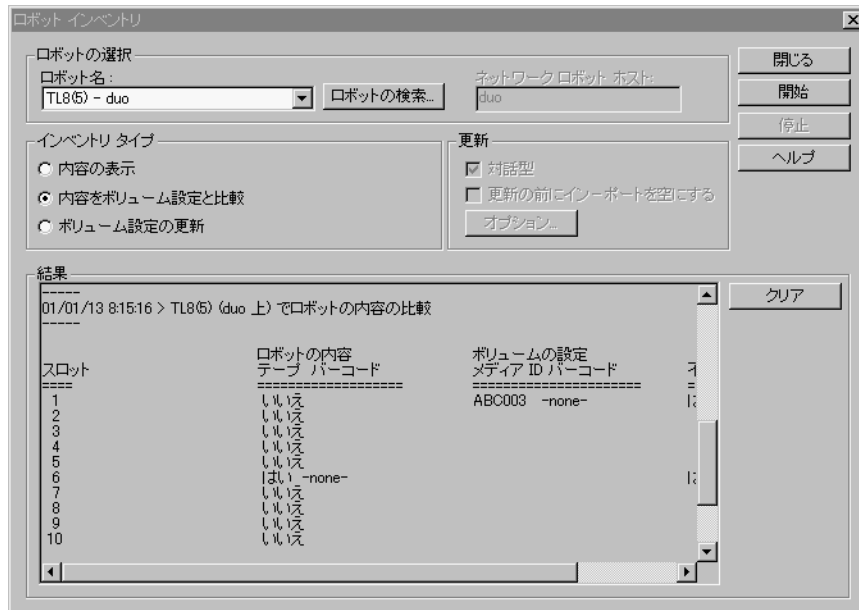 ロボット インベントリ
ロボットの選択
ロボット名 :
TL8(5) - duo
ロボットの検索...
ネットワーク ロボット ホスト:
duo
閉じる
開始
停止
ヘルプ
インベントリ タイプ
内容の表示
内容をボリューム設定と比較
ボリューム設定の更新
更新
対話型
更新の前にインーポートを空にする
オプション...
結果
クリア
-----
01/01/13 8:15:16 > TL8(5) (duo 上) でロボットの内容の比較
-----
ロボットの内容 ボリュームの設定
スロット テープ バーコード メディア ID バーコード
==== =================== ====================== =
1 いいえ ABC003 -none- は
2 いいえ
3 いいえ
4 いいえ
5 いいえ
6 はい -none- は
7 いいえ
8 いいえ
9 いいえ
10 いいえ